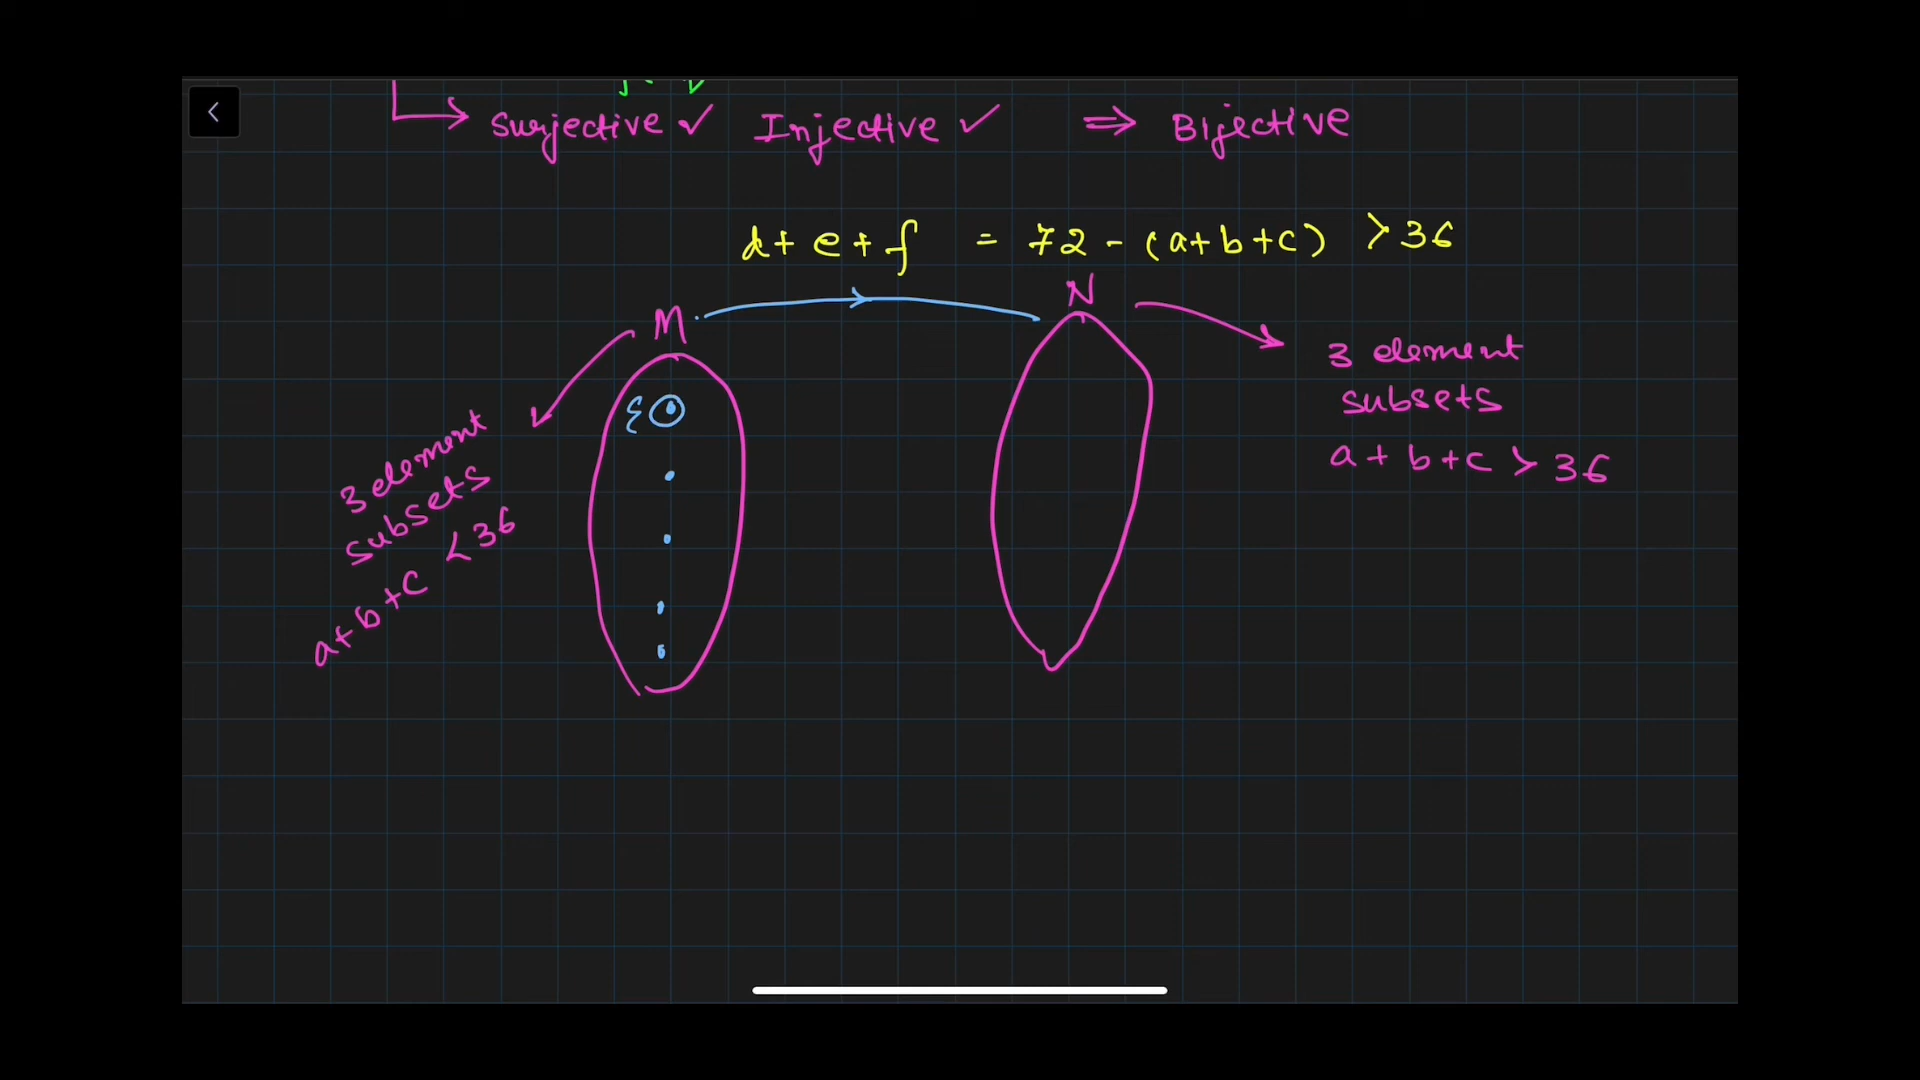 Surjective ✓ Injective ✓ ⇒ Bijective
d + e + f = 72 - (a+b+c) > 36
M
N
3 element
subsets
a + b + c < 36
3 element
subsets
a + b + c > 36
{